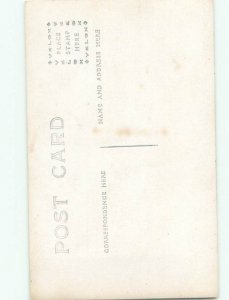 POST CARD
CORRESPONDENCE HERE
NAME AND ADDRESS HERE
PLACE
STAMP
HERE